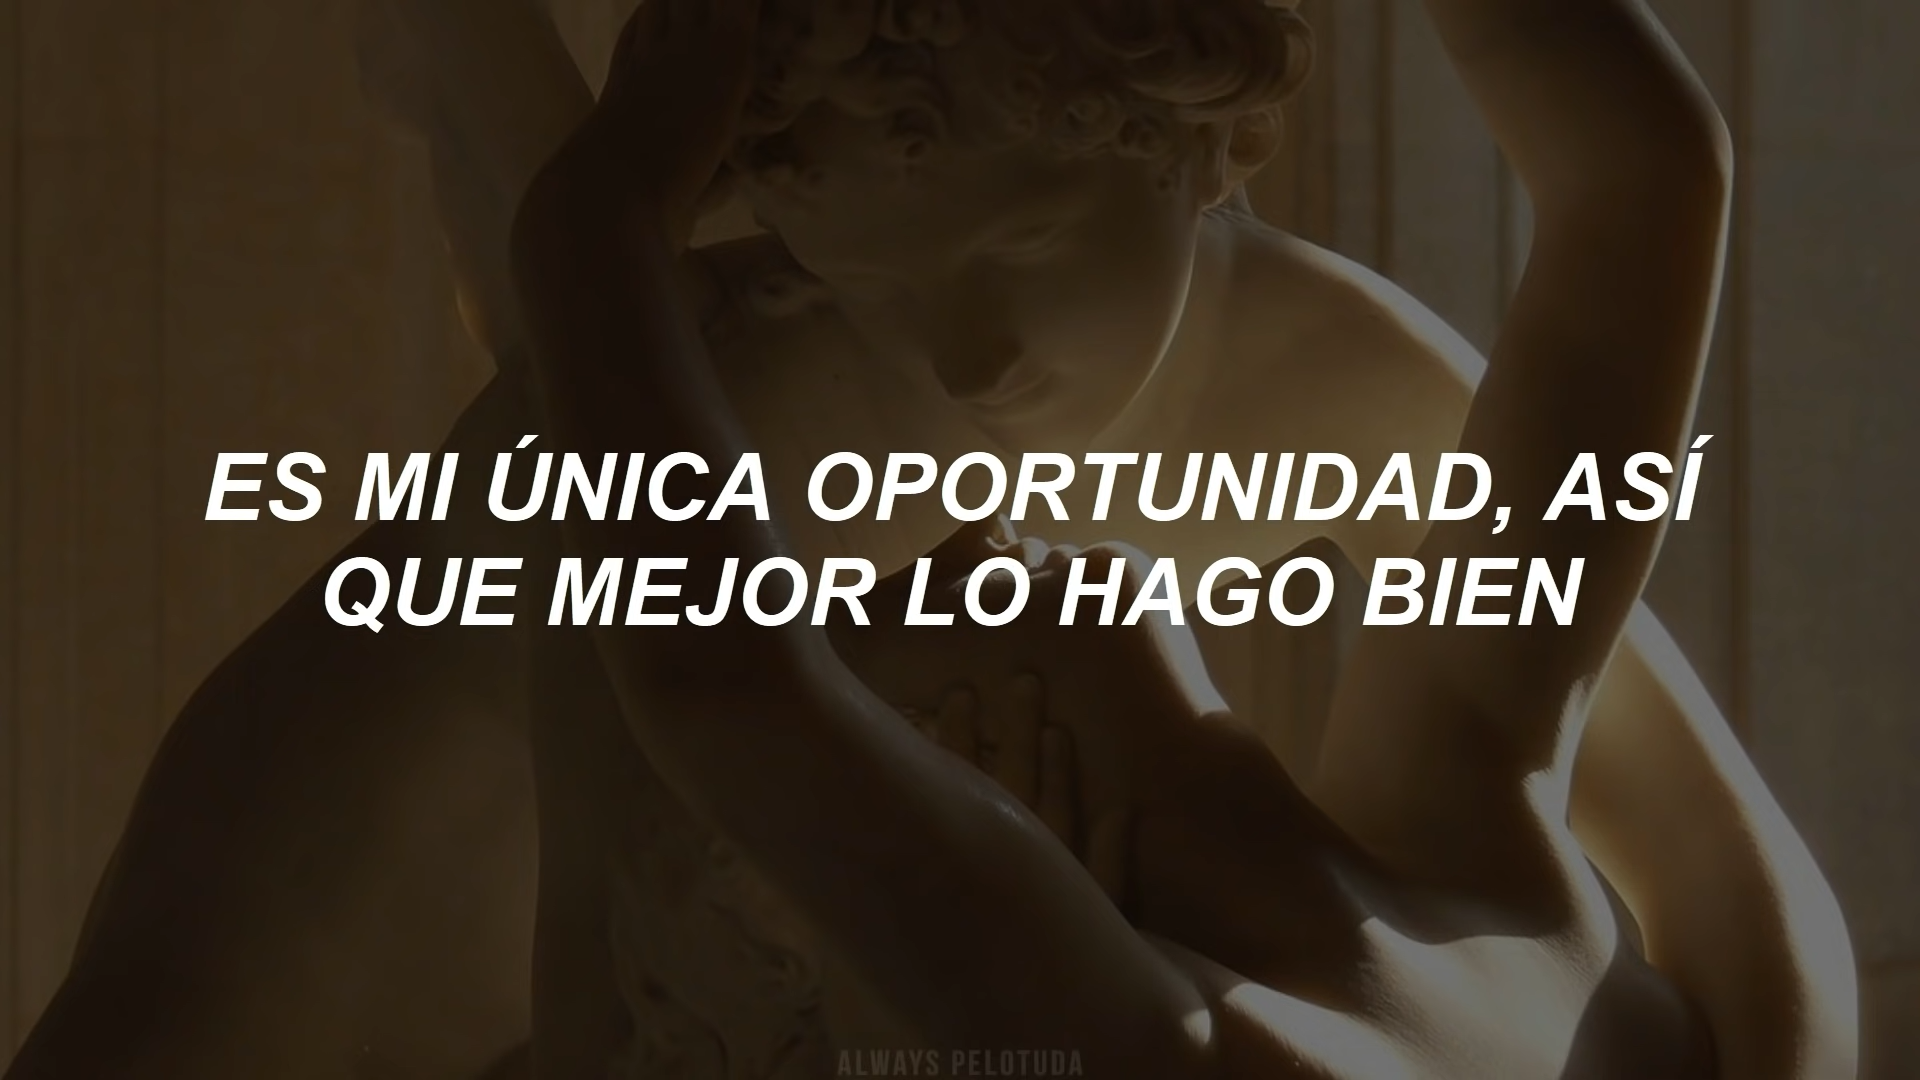 ES MI ÚNICA OPORTUNIDAD, ASÍ
QUE MEJOR LO HAGO BIEN
ALWAYS PELOTUDA